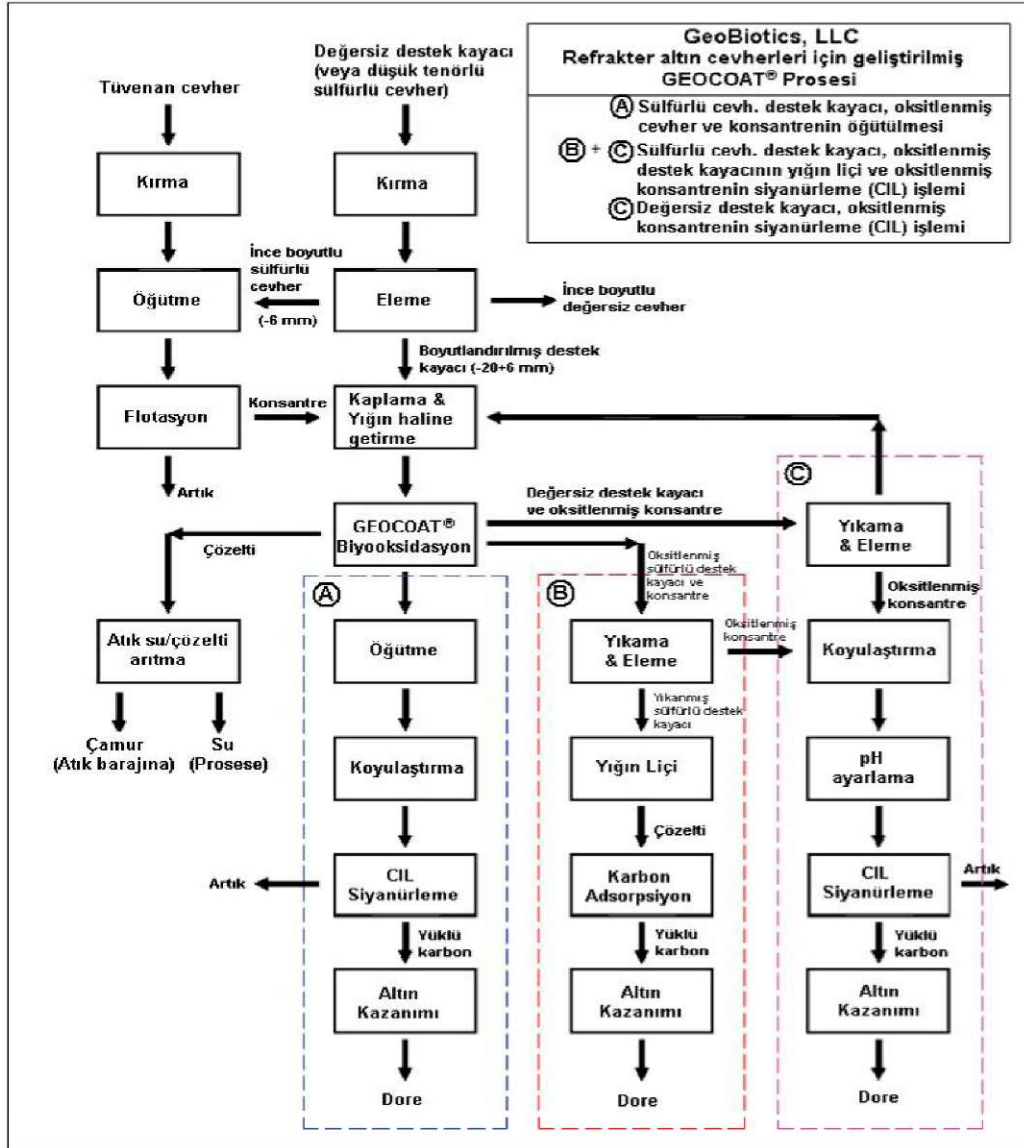 GeoBiotics, LLC
Refrakter altın cevherleri için geliştirilmiş
GEOCOAT® Prosesi
Ⓐ Sülfürlü cevh. destek kayacı, oksitlenmiş
cevher ve konsantrenin öğütülmesi
Ⓑ + Ⓒ Sülfürlü cevh. destek kayacı, oksitlenmiş
destek kayacının yığın liçi ve oksitlenmiş
konsantrenin siyanürleme (CIL) işlemi
Ⓒ Değersiz destek kayacı, oksitlenmiş
konsantrenin siyanürleme (CIL) işlemi
Tüvenan cevher
Değersiz destek kayacı
(veya düşük tenörlü
sülfürlü cevher)
Kırma
Kırma
Öğütme
İnce boyutlu
sülfürlü
cevher
(-6 mm)
Eleme
İnce boyutlu
değersiz cevher
Boyutlandırılmış destek
kayacı (-20+6 mm)
Flotasyon
Konsantre
Kaplama &
Yığın haline
getirme
Artık
GEOCOAT®
Biyooksidasyon
Çözelti
Değersiz destek kayacı
ve oksitlenmiş konsantre
Oksitlenmiş
sülfürlü destek
kayacı ve
konsantre
Atık su/çözelti
arıtma
Çamur
(Atık barajına)
Su
(Prosese)
Ⓐ
Öğütme
Koyulaştırma
CIL
Siyanürleme
Artık
Yüklü
karbon
Altın
Kazanımı
Dore
Ⓑ
Yıkama
& Eleme
Oksitlenmiş
konsantre
Yıkanmış
sülfürlü destek
kayacı
Yığın Liçi
Çözelti
Karbon
Adsorpsiyon
Yüklü
karbon
Altın
Kazanımı
Dore
Ⓒ
Yıkama
& Eleme
Oksitlenmiş
konsantre
Koyulaştırma
pH
ayarlama
CIL
Siyanürleme
Artık
Yüklü
karbon
Altın
Kazanımı
Dore